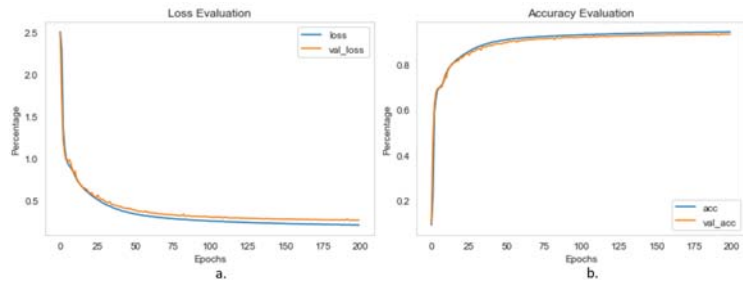 Loss Evaluation
2.5
2.0
1.5
1.0
0.5
Percentage
loss
val_loss
0 25 50 75 100 125 150 175 200
Epochs
a.
Accuracy Evaluation
0.8
0.6
0.4
0.2
Percentage
acc
val_acc
0 25 50 75 100 125 150 175 200
Epochs
b.